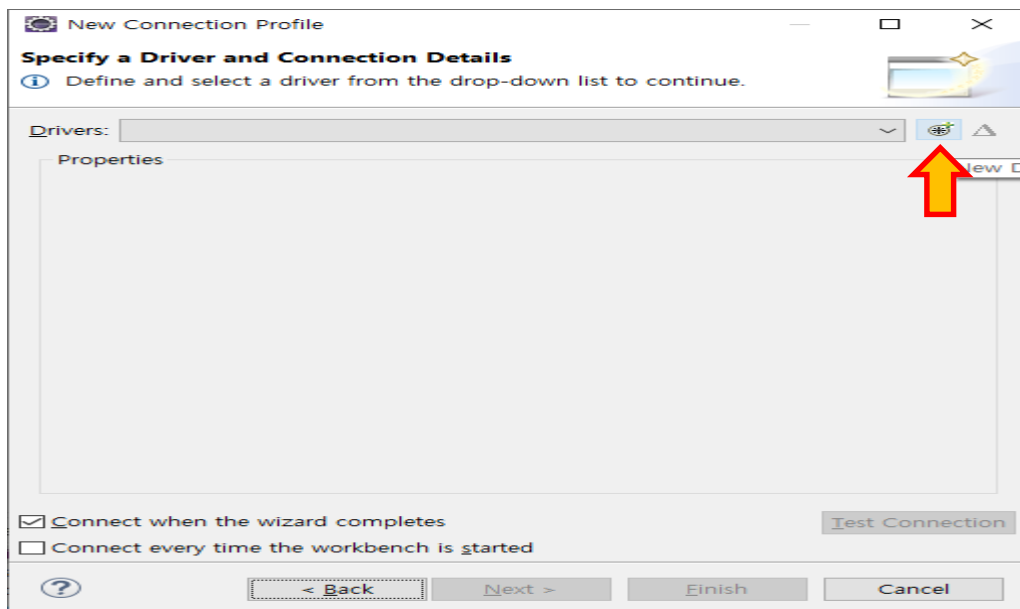 New Connection Profile
Specify a Driver and Connection Details
Define and select a driver from the drop-down list to continue.
Drivers:
Properties
Connect when the wizard completes
Test Connection
Connect every time the workbench is started
< Back
Next >
Finish
Cancel